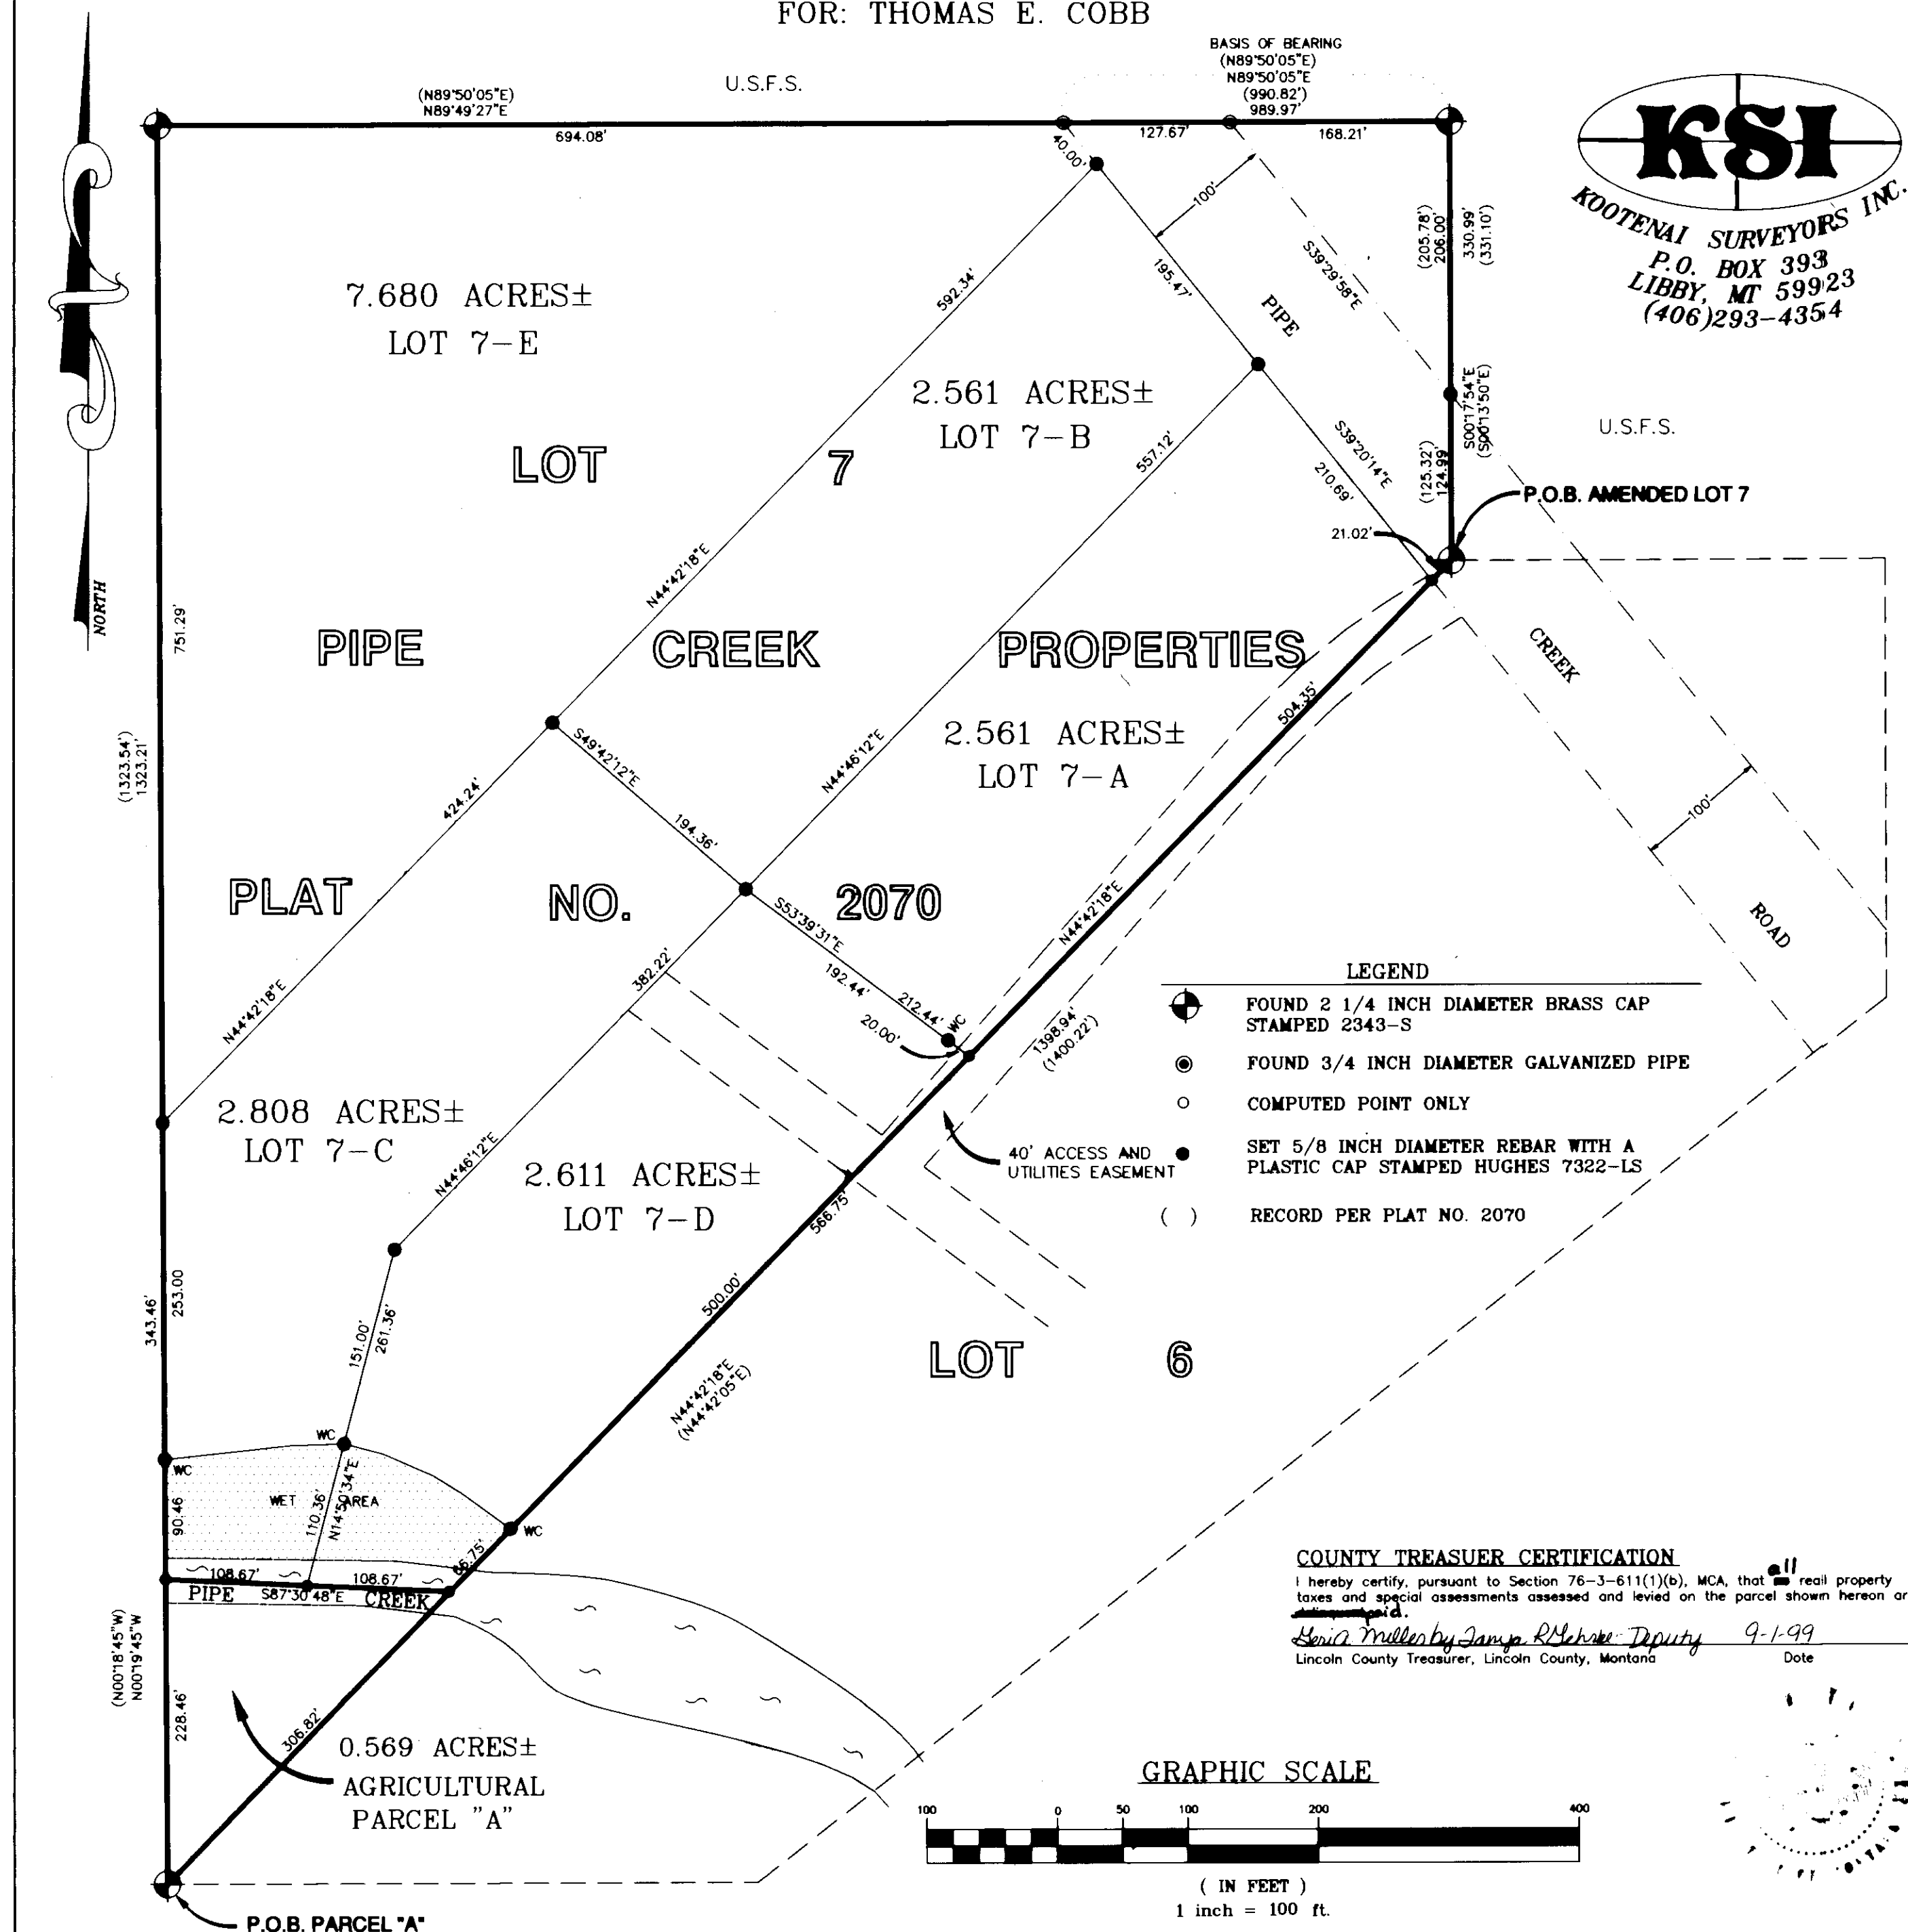 FOR: THOMAS E. COBB
BASIS OF BEARING
(N89°50'05"E)
N89°50'05"E
(990.82')
989.97'
U.S.F.S.
(N89°50'05"E)
N89°49'27"E
694.08'
127.67'
168.21'
40.00'
100'
KSI
KOOTENAI SURVEYORS INC.
P.O. BOX 393
LIBBY, MT 59923
(406)293-4354
(205.78')
206.00'
330.99'
(331.10')
S39°29'58"E
195.47'
PIPE
592.34'
7.680 ACRES±
LOT 7-E
2.561 ACRES±
LOT 7-B
S00°17'54"E
(S00°13'50"E)
U.S.F.S.
LOT 7
557.12'
S39°20'14"E
210.69'
(125.32')
124.99'
P.O.B. AMENDED LOT 7
21.02'
NORTH
751.29'
N44°42'18"E
PIPE CREEK PROPERTIES
CREEK
504.35'
2.561 ACRES±
LOT 7-A
S49°42'12"E
N44°46'12"E
(1323.54')
1323.21'
424.24'
194.36'
100'
PLAT NO. 2070
S53°39'31"E
N44°42'18"E
ROAD
382.22'
192.44'
212.44'
WC
20.00'
N44°42'18"E
1398.94'
(1400.22')
LEGEND
FOUND 2 1/4 INCH DIAMETER BRASS CAP
STAMPED 2343-S
FOUND 3/4 INCH DIAMETER GALVANIZED PIPE
COMPUTED POINT ONLY
SET 5/8 INCH DIAMETER REBAR WITH A
PLASTIC CAP STAMPED HUGHES 7322-LS
( ) RECORD PER PLAT NO. 2070
40' ACCESS AND
UTILITIES EASEMENT
2.808 ACRES±
LOT 7-C
N44°46'12"E
2.611 ACRES±
LOT 7-D
566.75'
500.00'
343.46'
253.00
151.00'
261.36'
LOT 6
N44°42'18"E
(N44°42'05"E)
WC
WC
WET AREA
90.46
110.36'
N14°50'34"E
WC
66.75'
108.67'
108.67'
PIPE S87°30'48"E CREEK
COUNTY TREASUER CERTIFICATION
I hereby certify, pursuant to Section 76-3-611(1)(b), MCA, that all reall property
taxes and special assessments assessed and levied on the parcel shown hereon ar
paid.
Deputy 9-1-99
Lincoln County Treasurer, Lincoln County, Montana Date
(N00°18'45"W)
N00°19'45"W
228.46'
306.82'
0.569 ACRES±
AGRICULTURAL
PARCEL "A"
GRAPHIC SCALE
100 0 50 100 200 400
( IN FEET )
1 inch = 100 ft.
P.O.B. PARCEL "A"